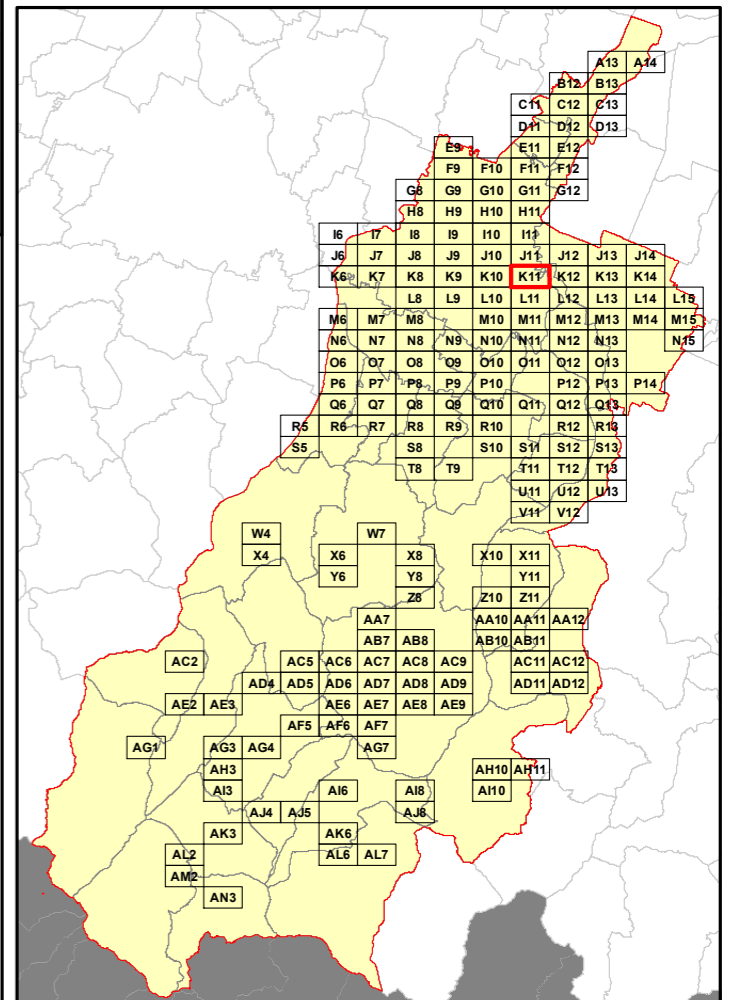 A13 A14
B12 B13
C11 C12 C13
D11 D12 D13
E9 E11 E12
F9 F10 F11 F12
G8 G9 G10 G11 G12
H8 H9 H10 H11
I6 I7 I8 I9 I10 I11
J6 J7 J8 J9 J10 J11 J12 J13 J14
K6 K7 K8 K9 K10 K11 K12 K13 K14
L8 L9 L10 L11 L12 L13 L14 L15
M6 M7 M8 M10 M11 M12 M13 M14 M15
N6 N7 N8 N9 N10 N11 N12 N13 N15
O6 O7 O8 O9 O10 O11 O12 O13
P6 P7 P8 P9 P10 P12 P13 P14
Q6 Q7 Q8 Q9 Q10 Q11 Q12 Q13
R5 R6 R7 R8 R9 R10 R12 R13
S5 S8 S10 S11 S12 S13
T8 T9 T11 T12 T13
U11 U12 U13
V11 V12
W4 W7
X4 X6 X8 X10 X11
Y6 Y8 Y11
Z8 Z10 Z11
AA7 AA10 AA11 AA12
AB7 AB8 AB10 AB11
AC2 AC5 AC6 AC7 AC8 AC9 AC11 AC12
AD4 AD5 AD6 AD7 AD8 AD9 AD11 AD12
AE2 AE3 AE6 AE7 AE8 AE9
AF5 AF6 AF7
AG1 AG3 AG4 AG7
AH3 AH10 AH11
AI3 AI6 AI8 AI10
AJ4 AJ5 AJ8
AK3 AK6
AL2 AL6 AL7
AM2
AN3